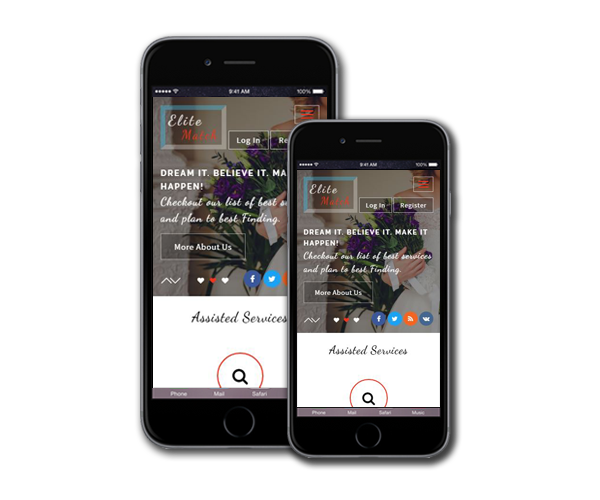 9:41 AM
100%
Elite
Match
Log In
Re
DREAM IT. BELIEVE IT. MA
HAPPEN!
Checkout our list of best se
and plan to best Finding.
More About Us
Assisted Services
Phone
Mail
Safari
9:41 AM
100%
Elite
Match
Log In
Register
DREAM IT. BELIEVE IT. MAKE IT
HAPPEN!
Checkout our list of best services
and plan to best Finding.
More About Us
Assisted Services
Phone
Mail
Safari
Music